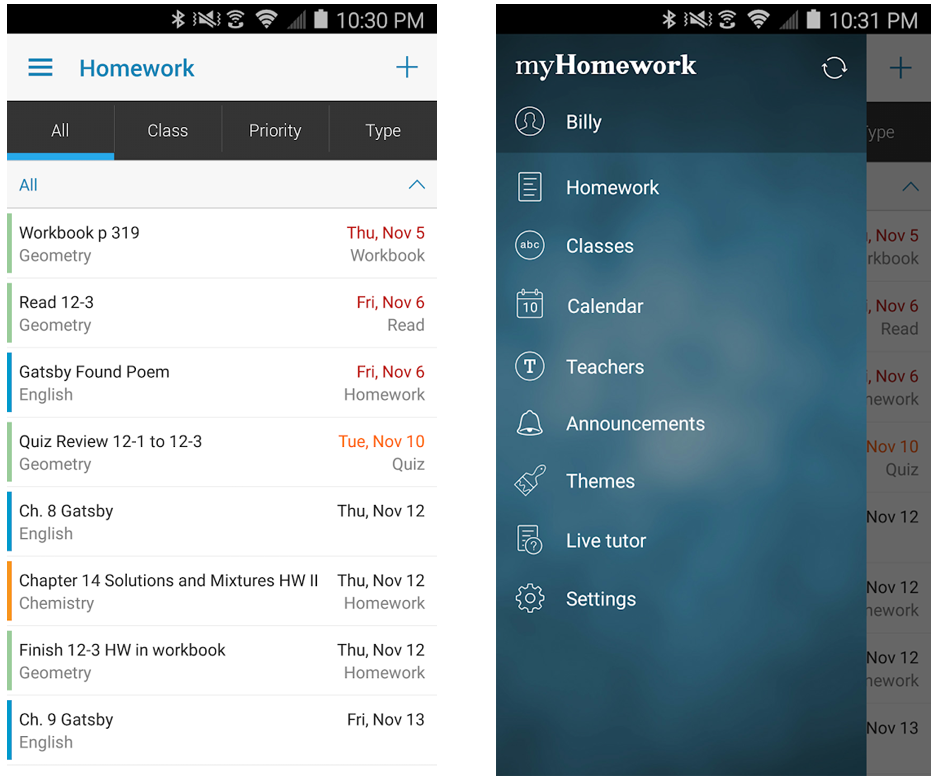 10:30 PM
Homework
All Class Priority Type
All
Workbook p 319 Thu, Nov 5
Geometry Workbook
Read 12-3 Fri, Nov 6
Geometry Read
Gatsby Found Poem Fri, Nov 6
English Homework
Quiz Review 12-1 to 12-3 Tue, Nov 10
Geometry Quiz
Ch. 8 Gatsby Thu, Nov 12
English
Chapter 14 Solutions and Mixtures HW II Thu, Nov 12
Chemistry Homework
Finish 12-3 HW in workbook Thu, Nov 12
Geometry Homework
Ch. 9 Gatsby Fri, Nov 13
English
10:31 PM
myHomework
Billy
Homework
abc Classes
10 Calendar
T Teachers
Announcements
Themes
? Live tutor
Settings
ype
, Nov 5
rkbook
, Nov 6
Read
, Nov 6
nework
Nov 10
Quiz
Nov 12
Nov 12
nework
Nov 12
nework
Nov 13